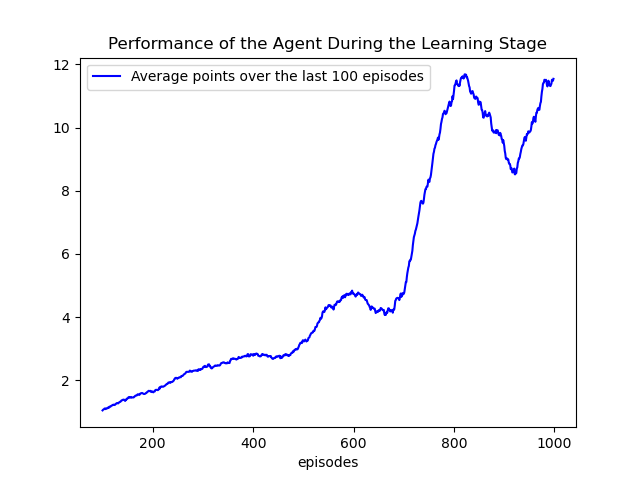 Performance of the Agent During the Learning Stage
Average points over the last 100 episodes
12
10
8
6
4
2
200 400 600 800 1000
episodes